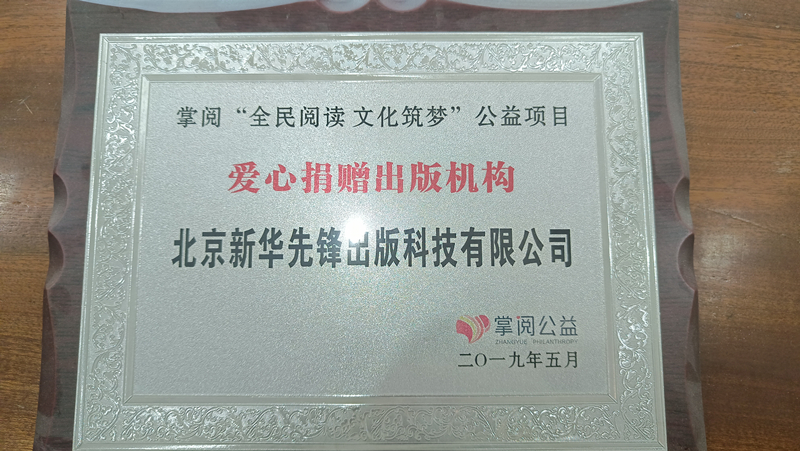 掌阅“全民阅读 文化筑梦”公益项目
爱心捐赠出版机构
北京新华先锋出版科技有限公司
掌阅公益
ZHANGYUE PHILANTHROPY
二〇一九年五月